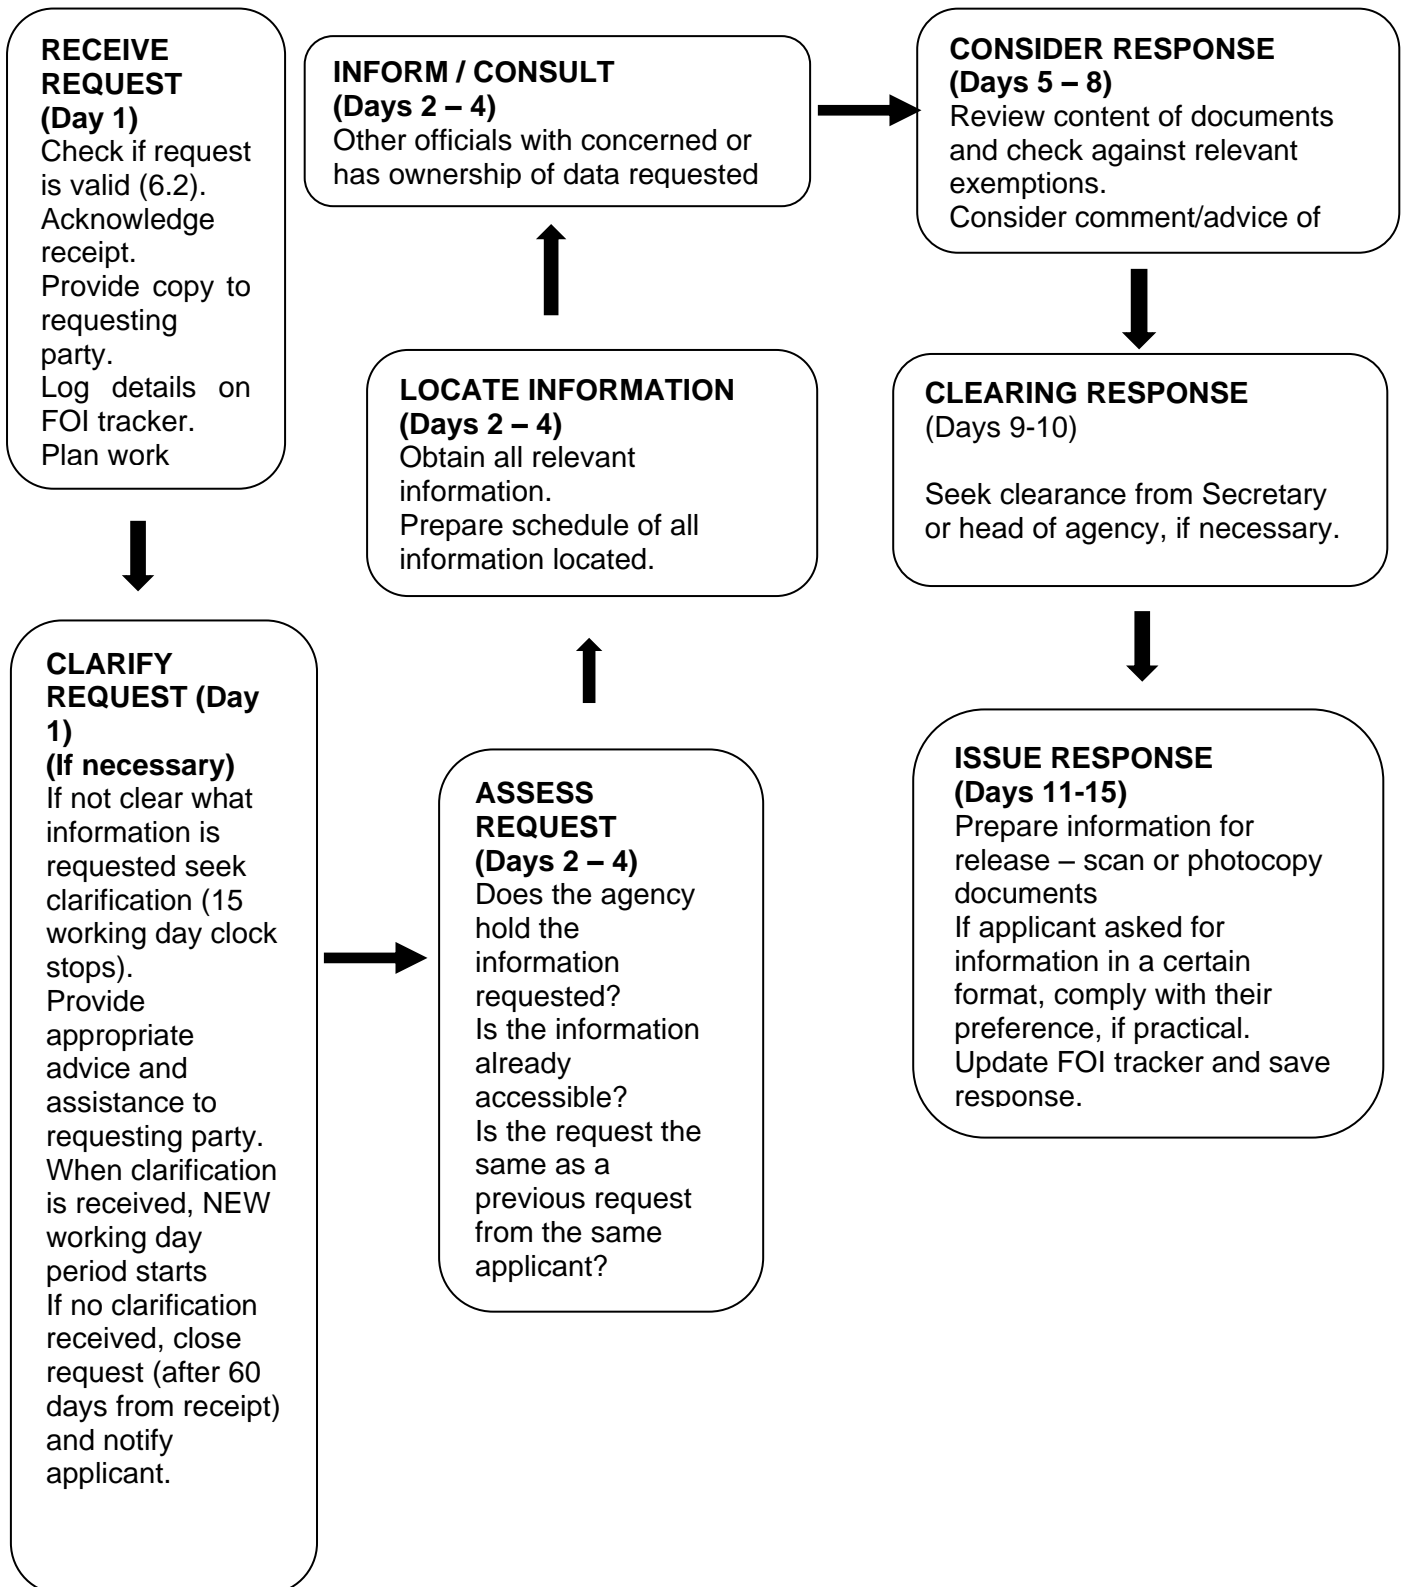 RECEIVE
REQUEST
(Day 1)
Check if request
is valid (6.2).
Acknowledge
receipt.
Provide copy to
requesting
party.
Log details on
FOI tracker.
Plan work
CLARIFY
REQUEST (Day
1)
(If necessary)
If not clear what
information is
requested seek
clarification (15
working day clock
stops).
Provide
appropriate
advice and
assistance to
requesting party.
When clarification
is received, NEW
working day
period starts
If no clarification
received, close
request (after 60
days from receipt)
and notify
applicant.
ASSESS
REQUEST
(Days 2 – 4)
Does the agency
hold the
information
requested?
Is the information
already
accessible?
Is the request the
same as a
previous request
from the same
applicant?
LOCATE INFORMATION
(Days 2 – 4)
Obtain all relevant
information.
Prepare schedule of all
information located.
INFORM / CONSULT
(Days 2 – 4)
Other officials with concerned or
has ownership of data requested
CONSIDER RESPONSE
(Days 5 – 8)
Review content of documents
and check against relevant
exemptions.
Consider comment/advice of
CLEARING RESPONSE
(Days 9-10)
Seek clearance from Secretary
or head of agency, if necessary.
ISSUE RESPONSE
(Days 11-15)
Prepare information for
release – scan or photocopy
documents
If applicant asked for
information in a certain
format, comply with their
preference, if practical.
Update FOI tracker and save
response.